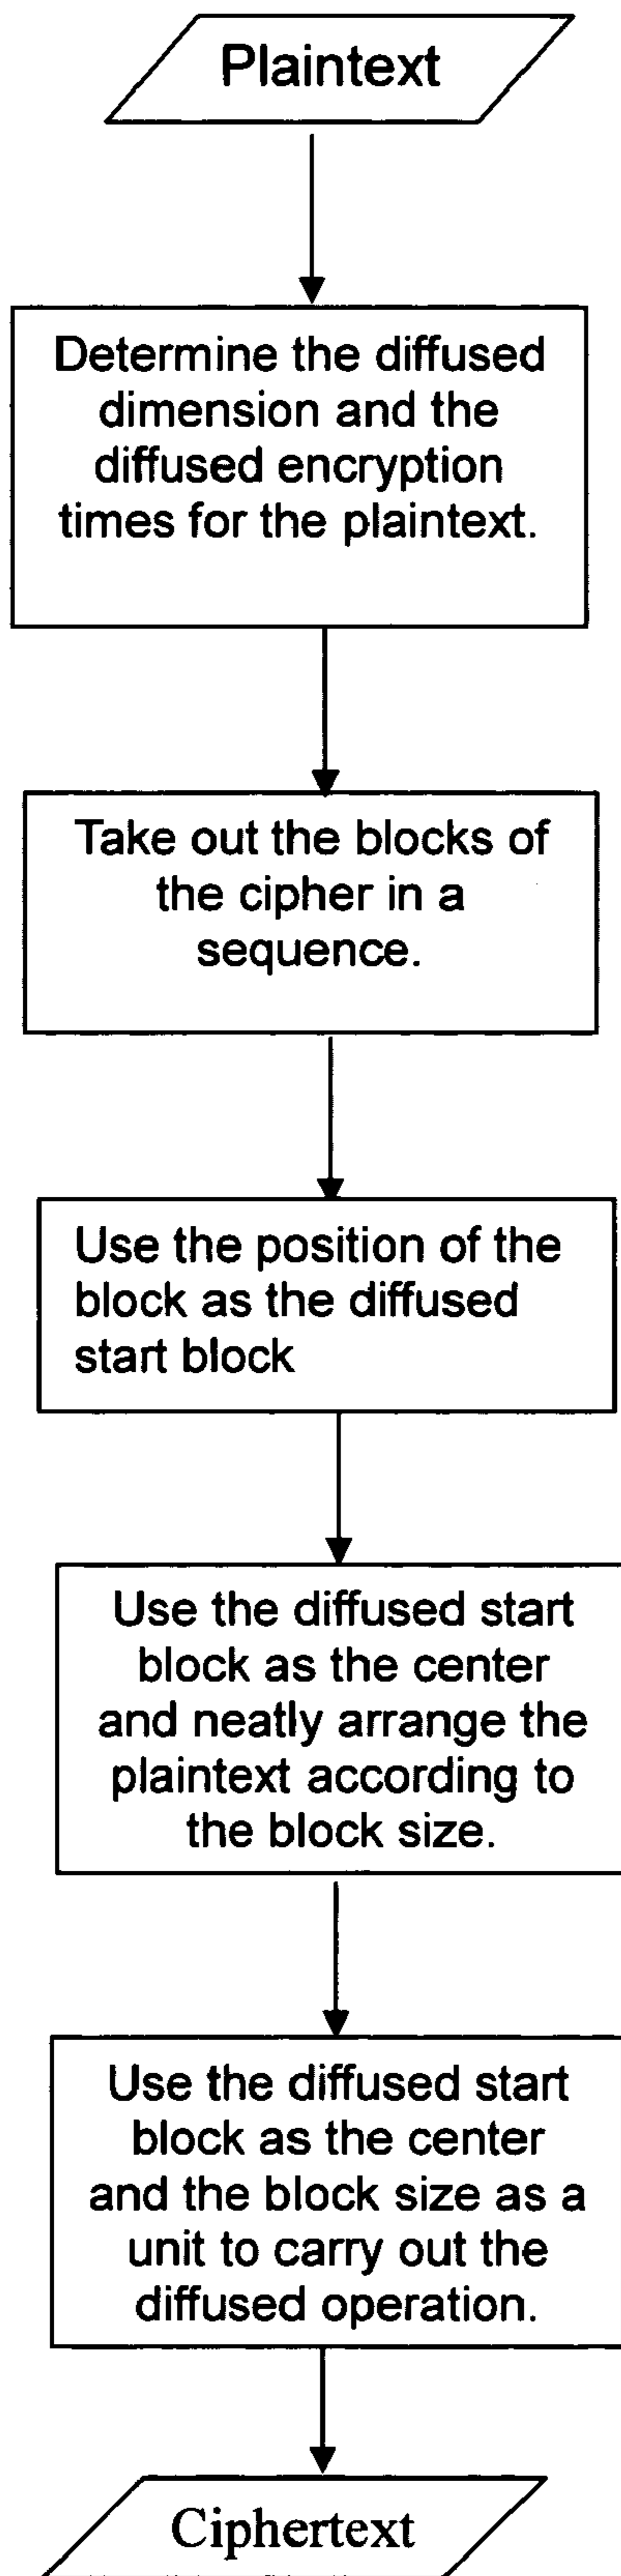 Plaintext
Determine the diffused
dimension and the
diffused encryption
times for the plaintext.
Take out the blocks of
the cipher in a
sequence.
Use the position of the
block as the diffused
start block
Use the diffused start
block as the center
and neatly arrange the
plaintext according to
the block size.
Use the diffused start
block as the center
and the block size as a
unit to carry out the
diffused operation.
Ciphertext